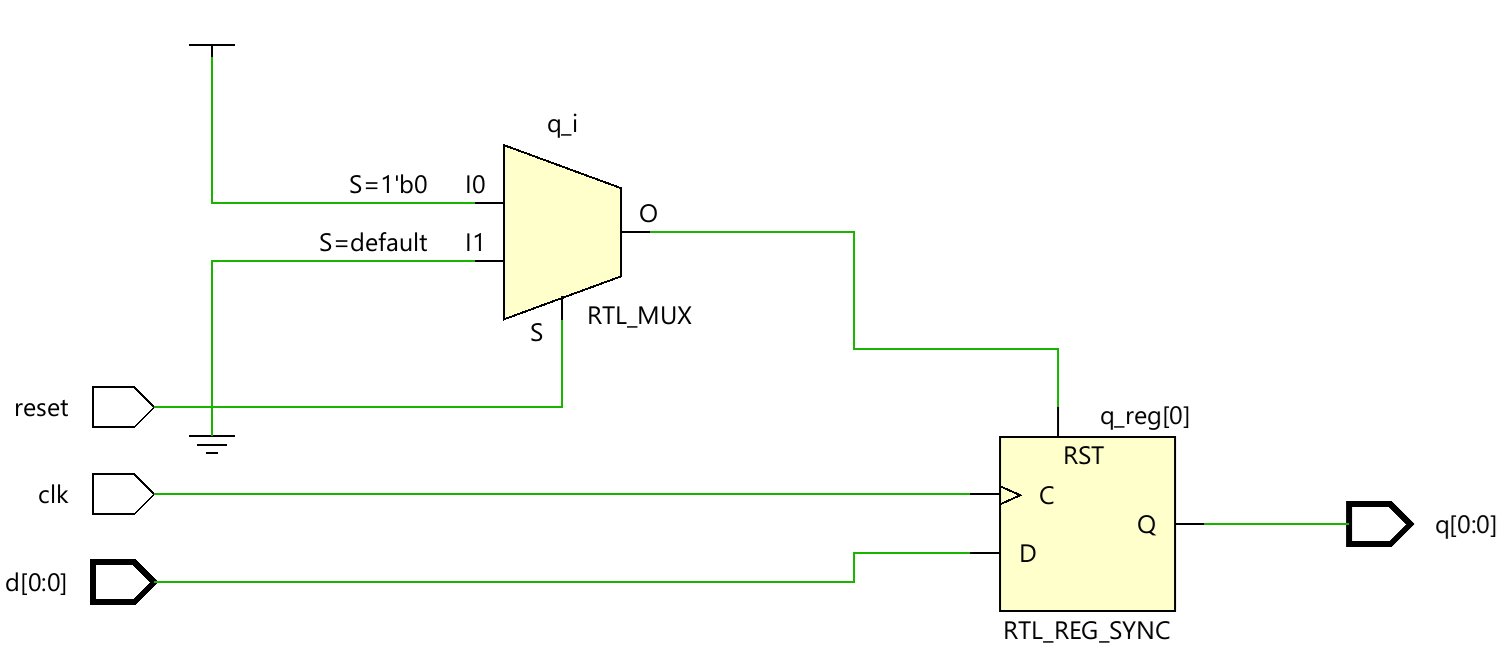 q_i
S=1'b0
I0
O
S=default
I1
RTL_MUX
S
reset
q_reg[0]
RST
clk
C
Q
q[0:0]
D
d[0:0]
RTL_REG_SYNC